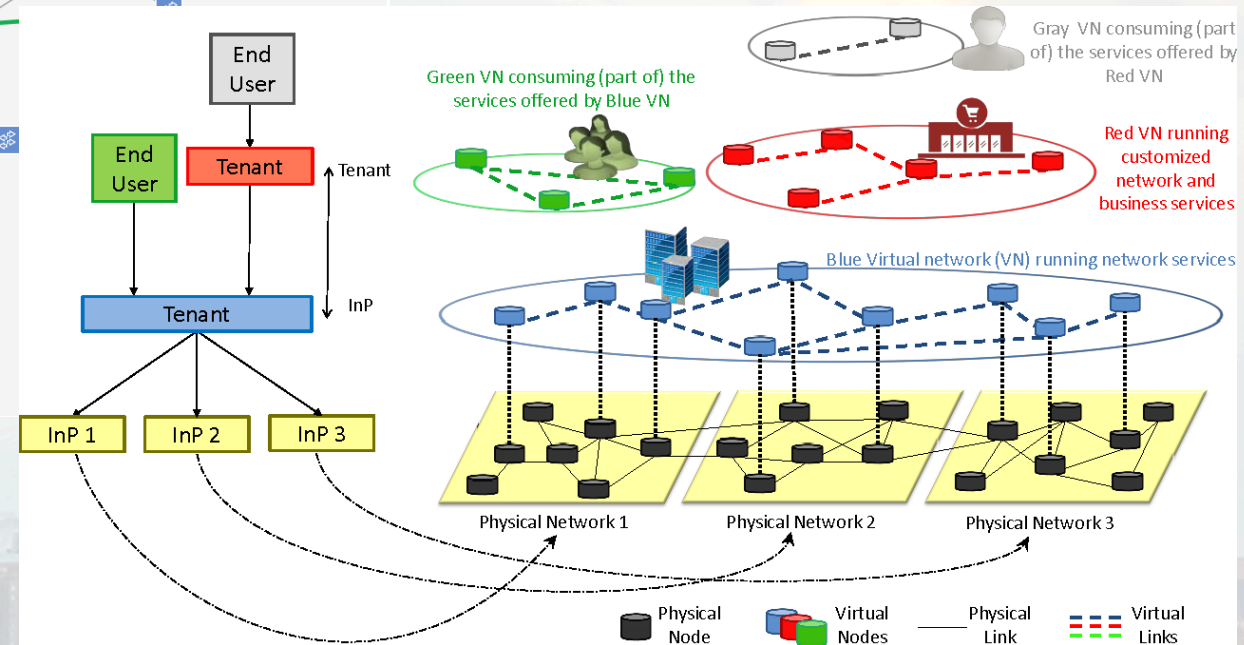 End
User
End
User
Tenant
Tenant
InP
Tenant
InP 1
InP 2
InP 3
Green VN consuming (part of) the
services offered by Blue VN
Gray VN consuming (part
of) the services offered by
Red VN
Red VN running
customized
network and
business services
Blue Virtual network (VN) running network services
Physical Network 1
Physical Network 2
Physical Network 3
Physical
Node
Virtual
Nodes
Physical
Link
Virtual
Links